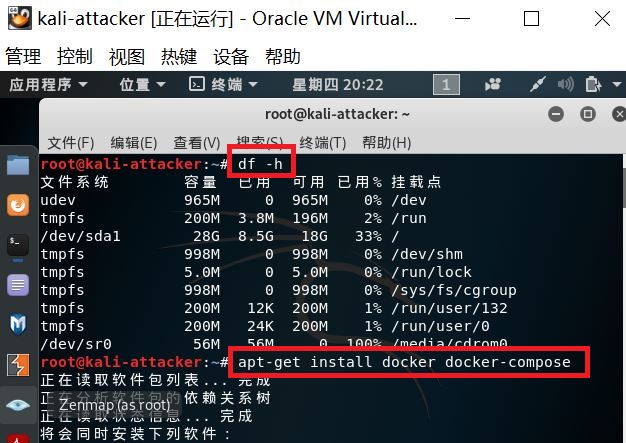 kali-attacker [正在运行] - Oracle VM Virtual...
管理 控制 视图 热键 设备 帮助
应用程序 位置 终端 星期四 20:22 1
root@kali-attacker: ~
文件(F) 编辑(E) 查看(V) 搜索(S) 终端(T) 帮助(H)
root@kali-attacker:~# df -h
文件系统 容量 已用 可用 已用% 挂载点
udev 965M 0 965M 0% /dev
tmpfs 200M 3.8M 196M 2% /run
/dev/sda1 28G 8.5G 18G 33% /
tmpfs 998M 0 998M 0% /dev/shm
tmpfs 5.0M 0 5.0M 0% /run/lock
tmpfs 998M 0 998M 0% /sys/fs/cgroup
tmpfs 200M 12K 200M 1% /run/user/132
tmpfs 200M 24K 200M 1% /run/user/0
/dev/sr0 56M 56M 0 100% /media/cdrom0
root@kali-attacker:~# apt-get install docker docker-compose
正在读取软件包列表... 完成
正在分析软件包的依赖关系树
Zenmap (as root)
正在读取状态信息... 完成
将会同时安装下列软件：